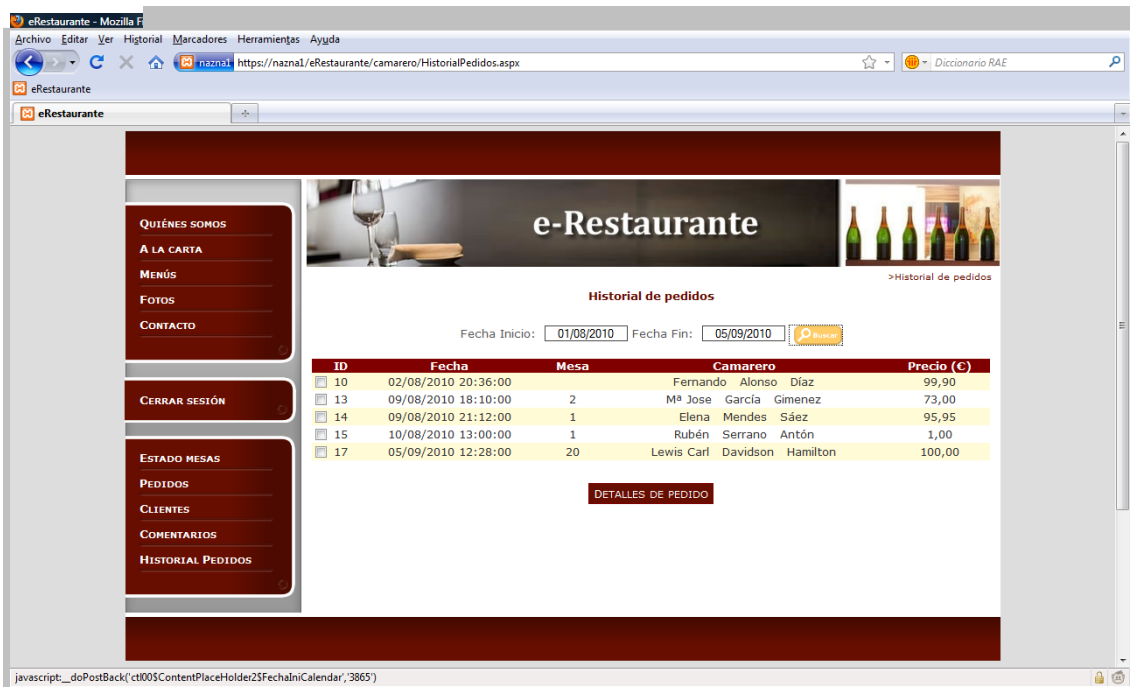 eRestaurante - Mozilla F
Archivo Editar Ver Historial Marcadores Herramientas Ayuda
nazna1 https://nazna1/eRestaurante/camarero/HistorialPedidos.aspx Diccionario RAE
eRestaurante
eRestaurante
e-Restaurante
>Historial de pedidos
QUIÉNES SOMOS
A LA CARTA
MENÚS
FOTOS
CONTACTO
CERRAR SESIÓN
ESTADO MESAS
PEDIDOS
CLIENTES
COMENTARIOS
HISTORIAL PEDIDOS
Historial de pedidos
Fecha Inicio: 01/08/2010 Fecha Fin: 05/09/2010 Buscar
ID Fecha Mesa Camarero Precio (€)
10 02/08/2010 20:36:00 Fernando Alonso Díaz 99,90
13 09/08/2010 18:10:00 2 Mª Jose García Gimenez 73,00
14 09/08/2010 21:12:00 1 Elena Mendes Sáez 95,95
15 10/08/2010 13:00:00 1 Rubén Serrano Antón 1,00
17 05/09/2010 12:28:00 20 Lewis Carl Davidson Hamilton 100,00
DETALLES DE PEDIDO
javascript:__doPostBack('ctl00$ContentPlaceHolder2$FechaIniCalendar','3865')